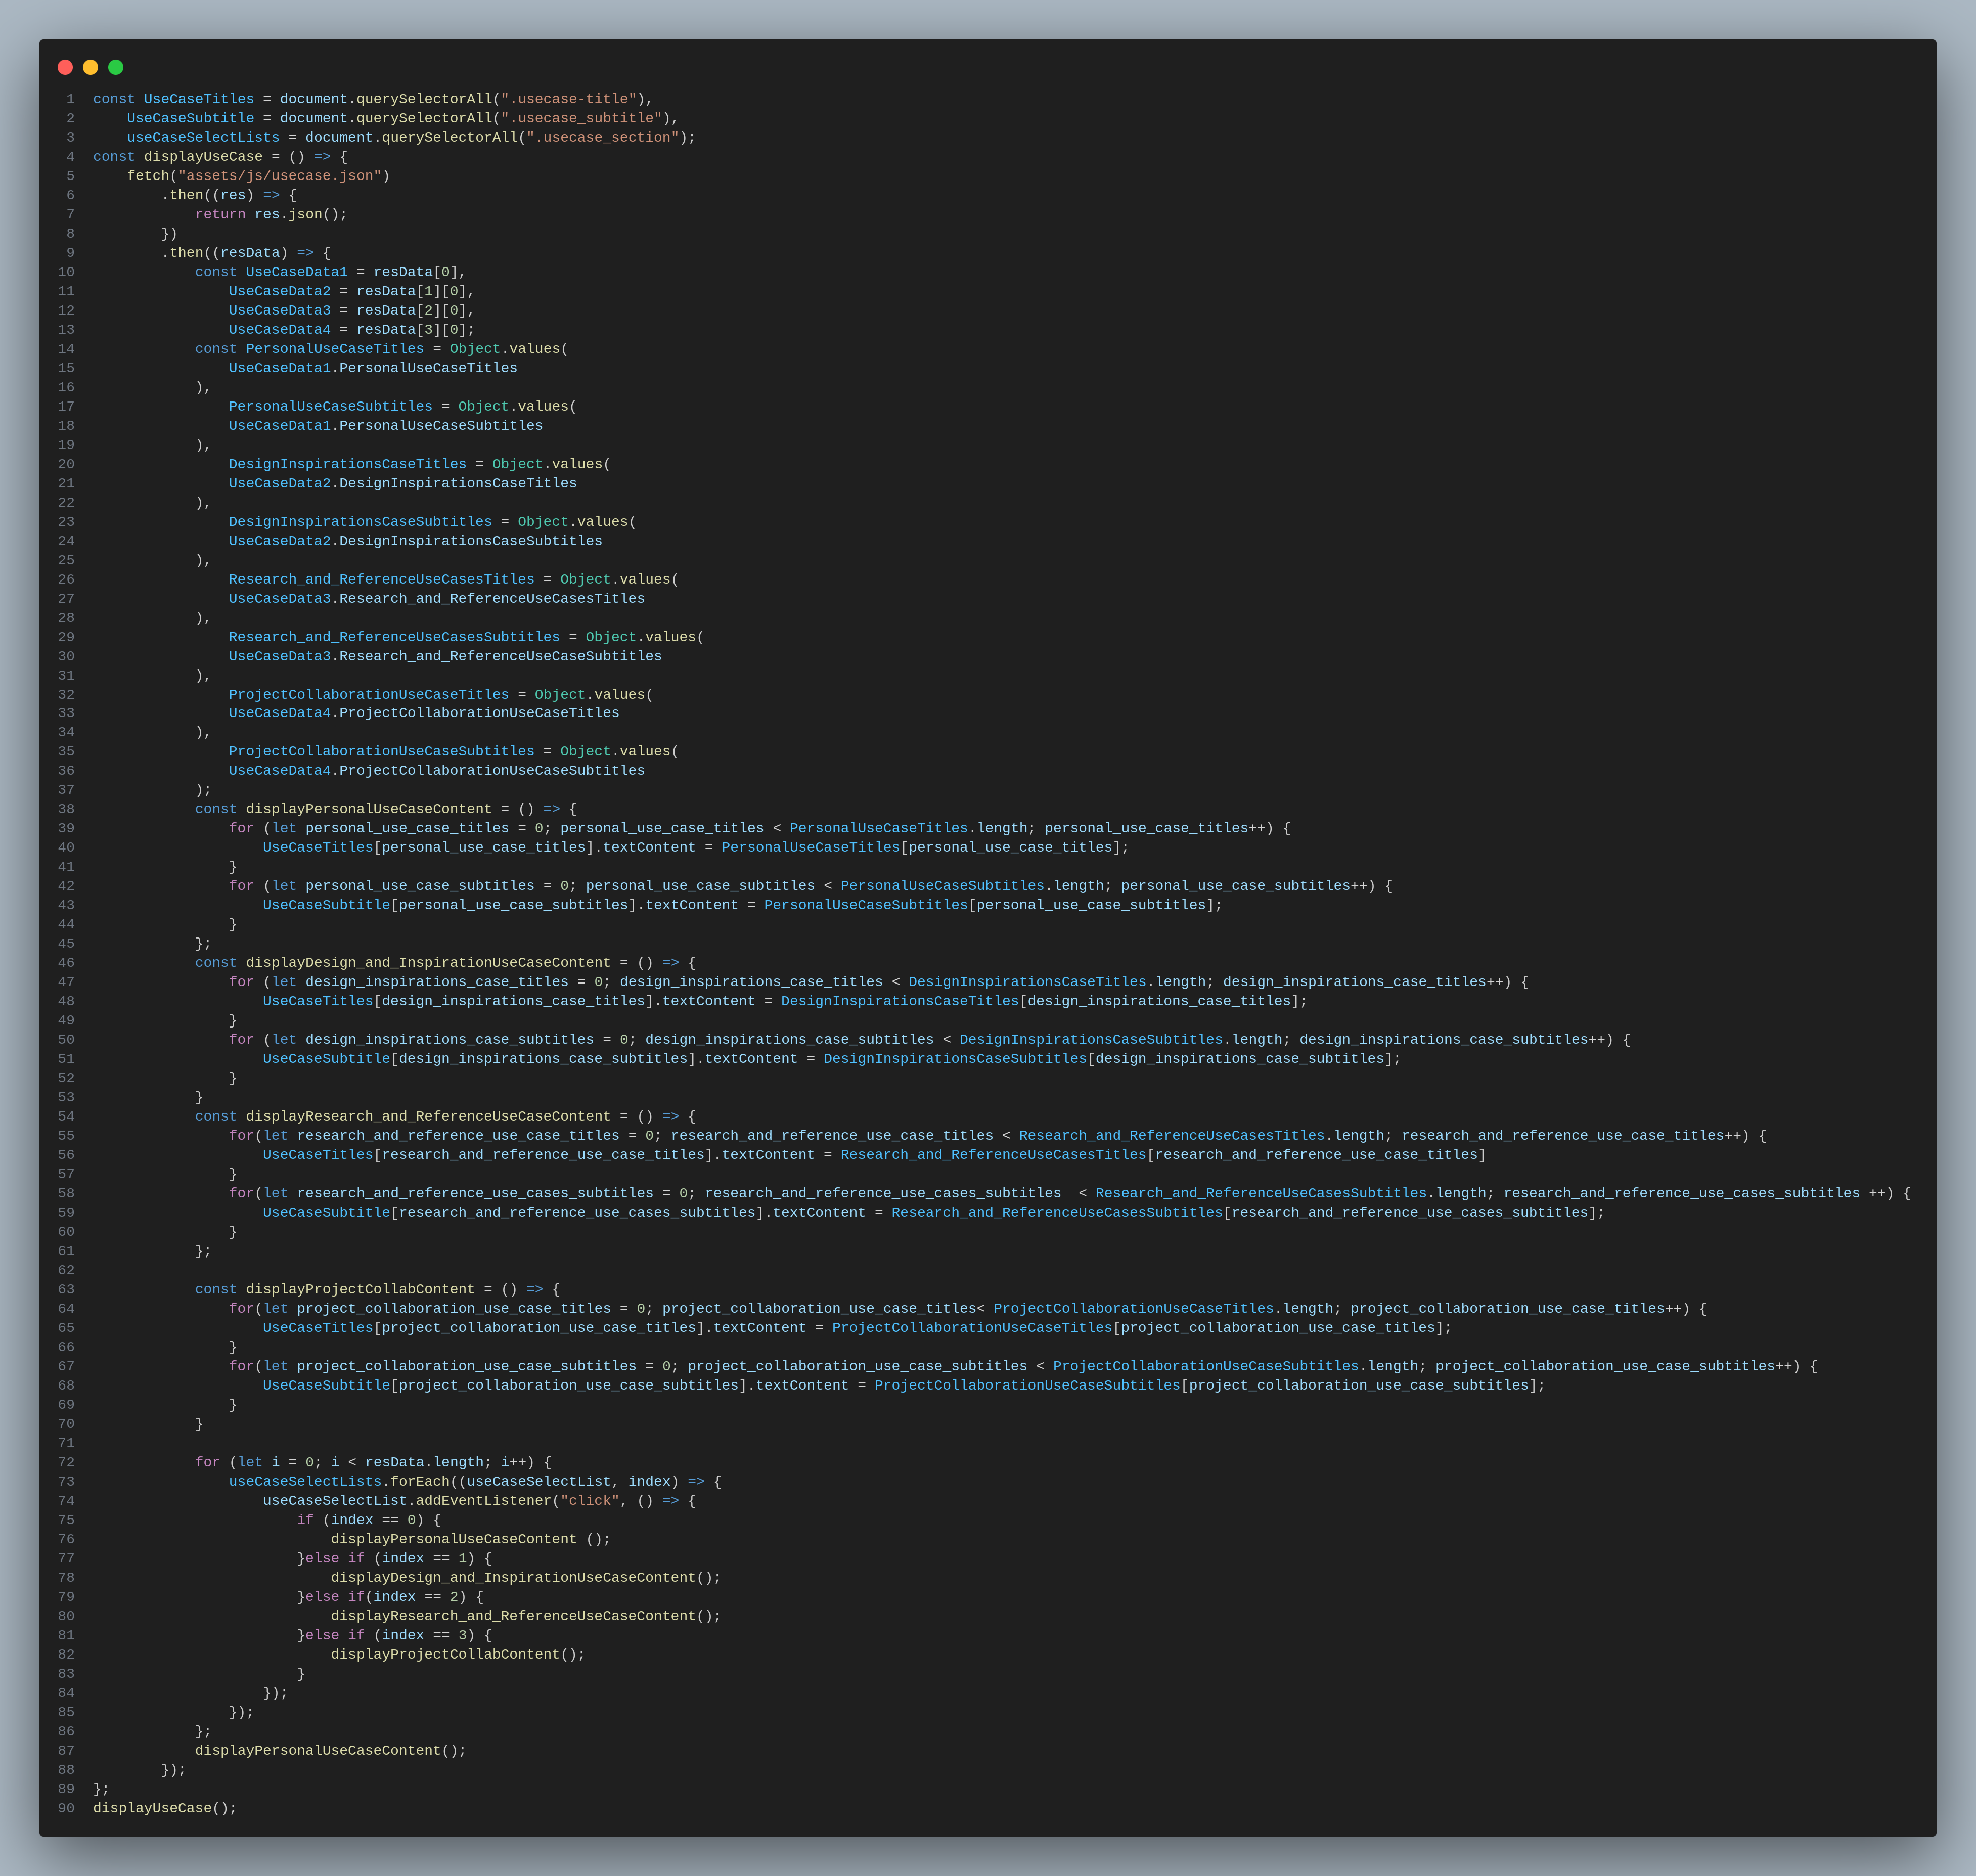 1 const UseCaseTitles = document.querySelectorAll(".usecase-title"),
2     UseCaseSubtitle = document.querySelectorAll(".usecase_subtitle"),
3     useCaseSelectLists = document.querySelectorAll(".usecase_section");
4 const displayUseCase = () => {
5     fetch("assets/js/usecase.json")
6         .then((res) => {
7             return res.json();
8         })
9         .then((resData) => {
10             const UseCaseData1 = resData[0],
11                 UseCaseData2 = resData[1][0],
12                 UseCaseData3 = resData[2][0],
13                 UseCaseData4 = resData[3][0];
14             const PersonalUseCaseTitles = Object.values(
15                 UseCaseData1.PersonalUseCaseTitles
16             ),
17                 PersonalUseCaseSubtitles = Object.values(
18                 UseCaseData1.PersonalUseCaseSubtitles
19             ),
20                 DesignInspirationsCaseTitles = Object.values(
21                 UseCaseData2.DesignInspirationsCaseTitles
22             ),
23                 DesignInspirationsCaseSubtitles = Object.values(
24                 UseCaseData2.DesignInspirationsCaseSubtitles
25             ),
26                 Research_and_ReferenceUseCasesTitles = Object.values(
27                 UseCaseData3.Research_and_ReferenceUseCasesTitles
28             ),
29                 Research_and_ReferenceUseCasesSubtitles = Object.values(
30                 UseCaseData3.Research_and_ReferenceUseCaseSubtitles
31             ),
32                 ProjectCollaborationUseCaseTitles = Object.values(
33                 UseCaseData4.ProjectCollaborationUseCaseTitles
34             ),
35                 ProjectCollaborationUseCaseSubtitles = Object.values(
36                 UseCaseData4.ProjectCollaborationUseCaseSubtitles
37             );
38             const displayPersonalUseCaseContent = () => {
39                 for (let personal_use_case_titles = 0; personal_use_case_titles < PersonalUseCaseTitles.length; personal_use_case_titles++) {
40                     UseCaseTitles[personal_use_case_titles].textContent = PersonalUseCaseTitles[personal_use_case_titles];
41                 }
42                 for (let personal_use_case_subtitles = 0; personal_use_case_subtitles < PersonalUseCaseSubtitles.length; personal_use_case_subtitles++) {
43                     UseCaseSubtitle[personal_use_case_subtitles].textContent = PersonalUseCaseSubtitles[personal_use_case_subtitles];
44                 }
45             };
46             const displayDesign_and_InspirationUseCaseContent = () => {
47                 for (let design_inspirations_case_titles = 0; design_inspirations_case_titles < DesignInspirationsCaseTitles.length; design_inspirations_case_titles++) {
48                     UseCaseTitles[design_inspirations_case_titles].textContent = DesignInspirationsCaseTitles[design_inspirations_case_titles];
49                 }
50                 for (let design_inspirations_case_subtitles = 0; design_inspirations_case_subtitles < DesignInspirationsCaseSubtitles.length; design_inspirations_case_subtitles++) {
51                     UseCaseSubtitle[design_inspirations_case_subtitles].textContent = DesignInspirationsCaseSubtitles[design_inspirations_case_subtitles];
52                 }
53             }
54             const displayResearch_and_ReferenceUseCaseContent = () => {
55                 for(let research_and_reference_use_case_titles = 0; research_and_reference_use_case_titles < Research_and_ReferenceUseCasesTitles.length; research_and_reference_use_case_titles++) {
56                     UseCaseTitles[research_and_reference_use_case_titles].textContent = Research_and_ReferenceUseCasesTitles[research_and_reference_use_case_titles]
57                 }
58                 for(let research_and_reference_use_cases_subtitles = 0; research_and_reference_use_cases_subtitles  < Research_and_ReferenceUseCasesSubtitles.length; research_and_reference_use_cases_subtitles ++) {
59                     UseCaseSubtitle[research_and_reference_use_cases_subtitles].textContent = Research_and_ReferenceUseCasesSubtitles[research_and_reference_use_cases_subtitles];
60                 }
61             };
62
63             const displayProjectCollabContent = () => {
64                 for(let project_collaboration_use_case_titles = 0; project_collaboration_use_case_titles< ProjectCollaborationUseCaseTitles.length; project_collaboration_use_case_titles++) {
65                     UseCaseTitles[project_collaboration_use_case_titles].textContent = ProjectCollaborationUseCaseTitles[project_collaboration_use_case_titles];
66                 }
67                 for(let project_collaboration_use_case_subtitles = 0; project_collaboration_use_case_subtitles < ProjectCollaborationUseCaseSubtitles.length; project_collaboration_use_case_subtitles++) {
68                     UseCaseSubtitle[project_collaboration_use_case_subtitles].textContent = ProjectCollaborationUseCaseSubtitles[project_collaboration_use_case_subtitles];
69                 }
70             }
71
72             for (let i = 0; i < resData.length; i++) {
73                 useCaseSelectLists.forEach((useCaseSelectList, index) => {
74                     useCaseSelectList.addEventListener("click", () => {
75                         if (index == 0) {
76                             displayPersonalUseCaseContent ();
77                         }else if (index == 1) {
78                             displayDesign_and_InspirationUseCaseContent();
79                         }else if(index == 2) {
80                             displayResearch_and_ReferenceUseCaseContent();
81                         }else if (index == 3) {
82                             displayProjectCollabContent();
83                         }
84                     });
85                 });
86             };
87             displayPersonalUseCaseContent();
88         });
89 };
90 displayUseCase();